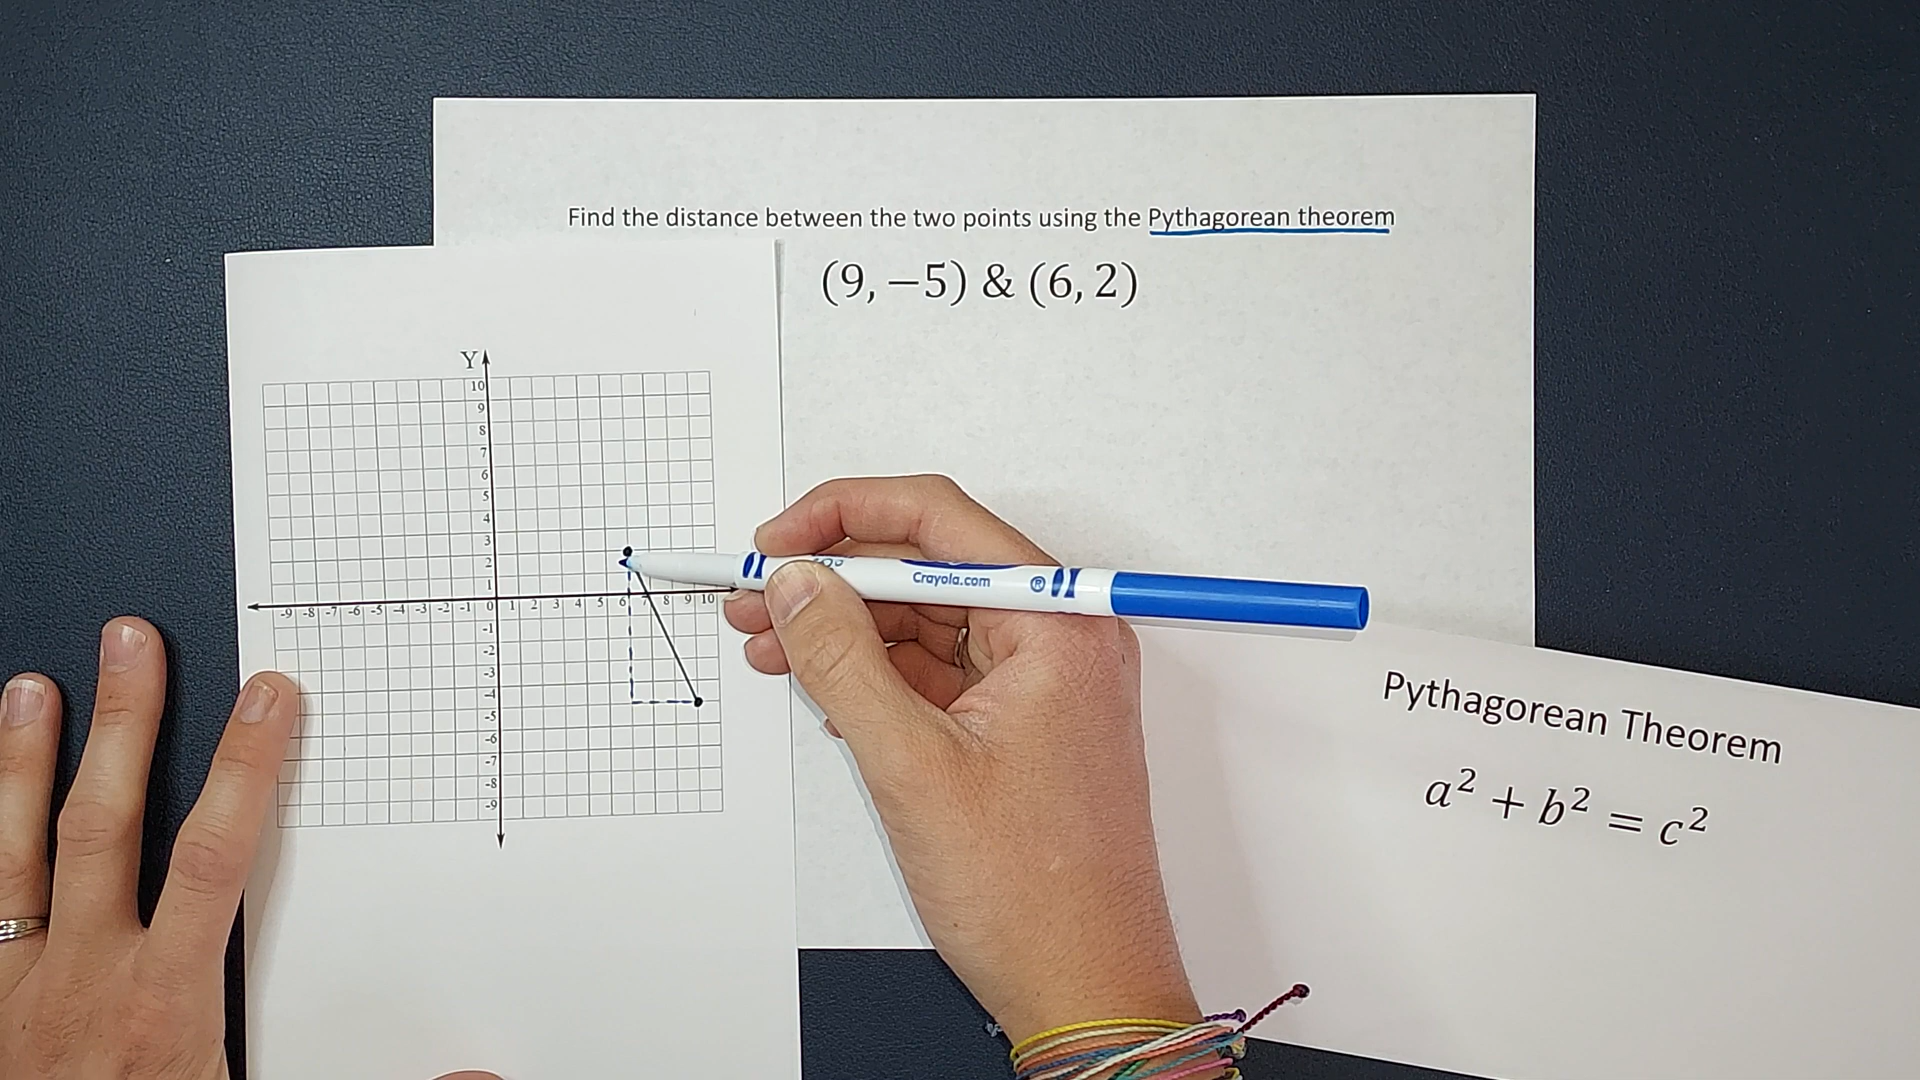 Find the distance between the two points using the Pythagorean theorem
(9, −5) & (6, 2)
Y
10
9
8
7
6
5
4
3
2
1
-9 -8 -7 -6 -5 -4 -3 -2 -1 0 1 2 3 4 5 6 7 8 9 10
-1
-2
-3
-4
-5
-6
-7
-8
-9
Crayola.com ®
Pythagorean Theorem
a² + b² = c²